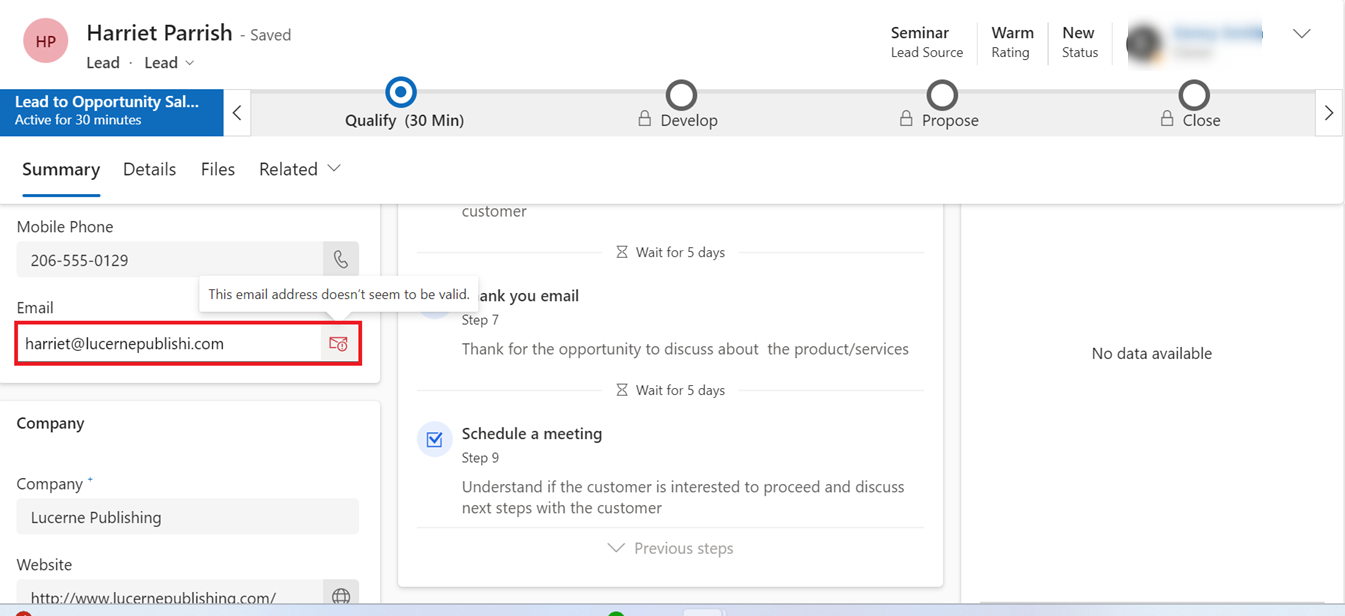 HP
Harriet Parrish - Saved
Lead · Lead
Seminar
Lead Source
Warm
Rating
New
Status
Lead to Opportunity Sal...
Active for 30 minutes
Qualify (30 Min)
Develop
Propose
Close
Summary
Details
Files
Related
Mobile Phone
206-555-0129
This email address doesn't seem to be valid.
Email
harriet@lucernepublishi.com
Company
Company *
Lucerne Publishing
Website
http://www.lucernepublishing.com/
customer
Wait for 5 days
ank you email
Step 7
Thank for the opportunity to discuss about the product/services
Wait for 5 days
Schedule a meeting
Step 9
Understand if the customer is interested to proceed and discuss
next steps with the customer
Previous steps
No data available